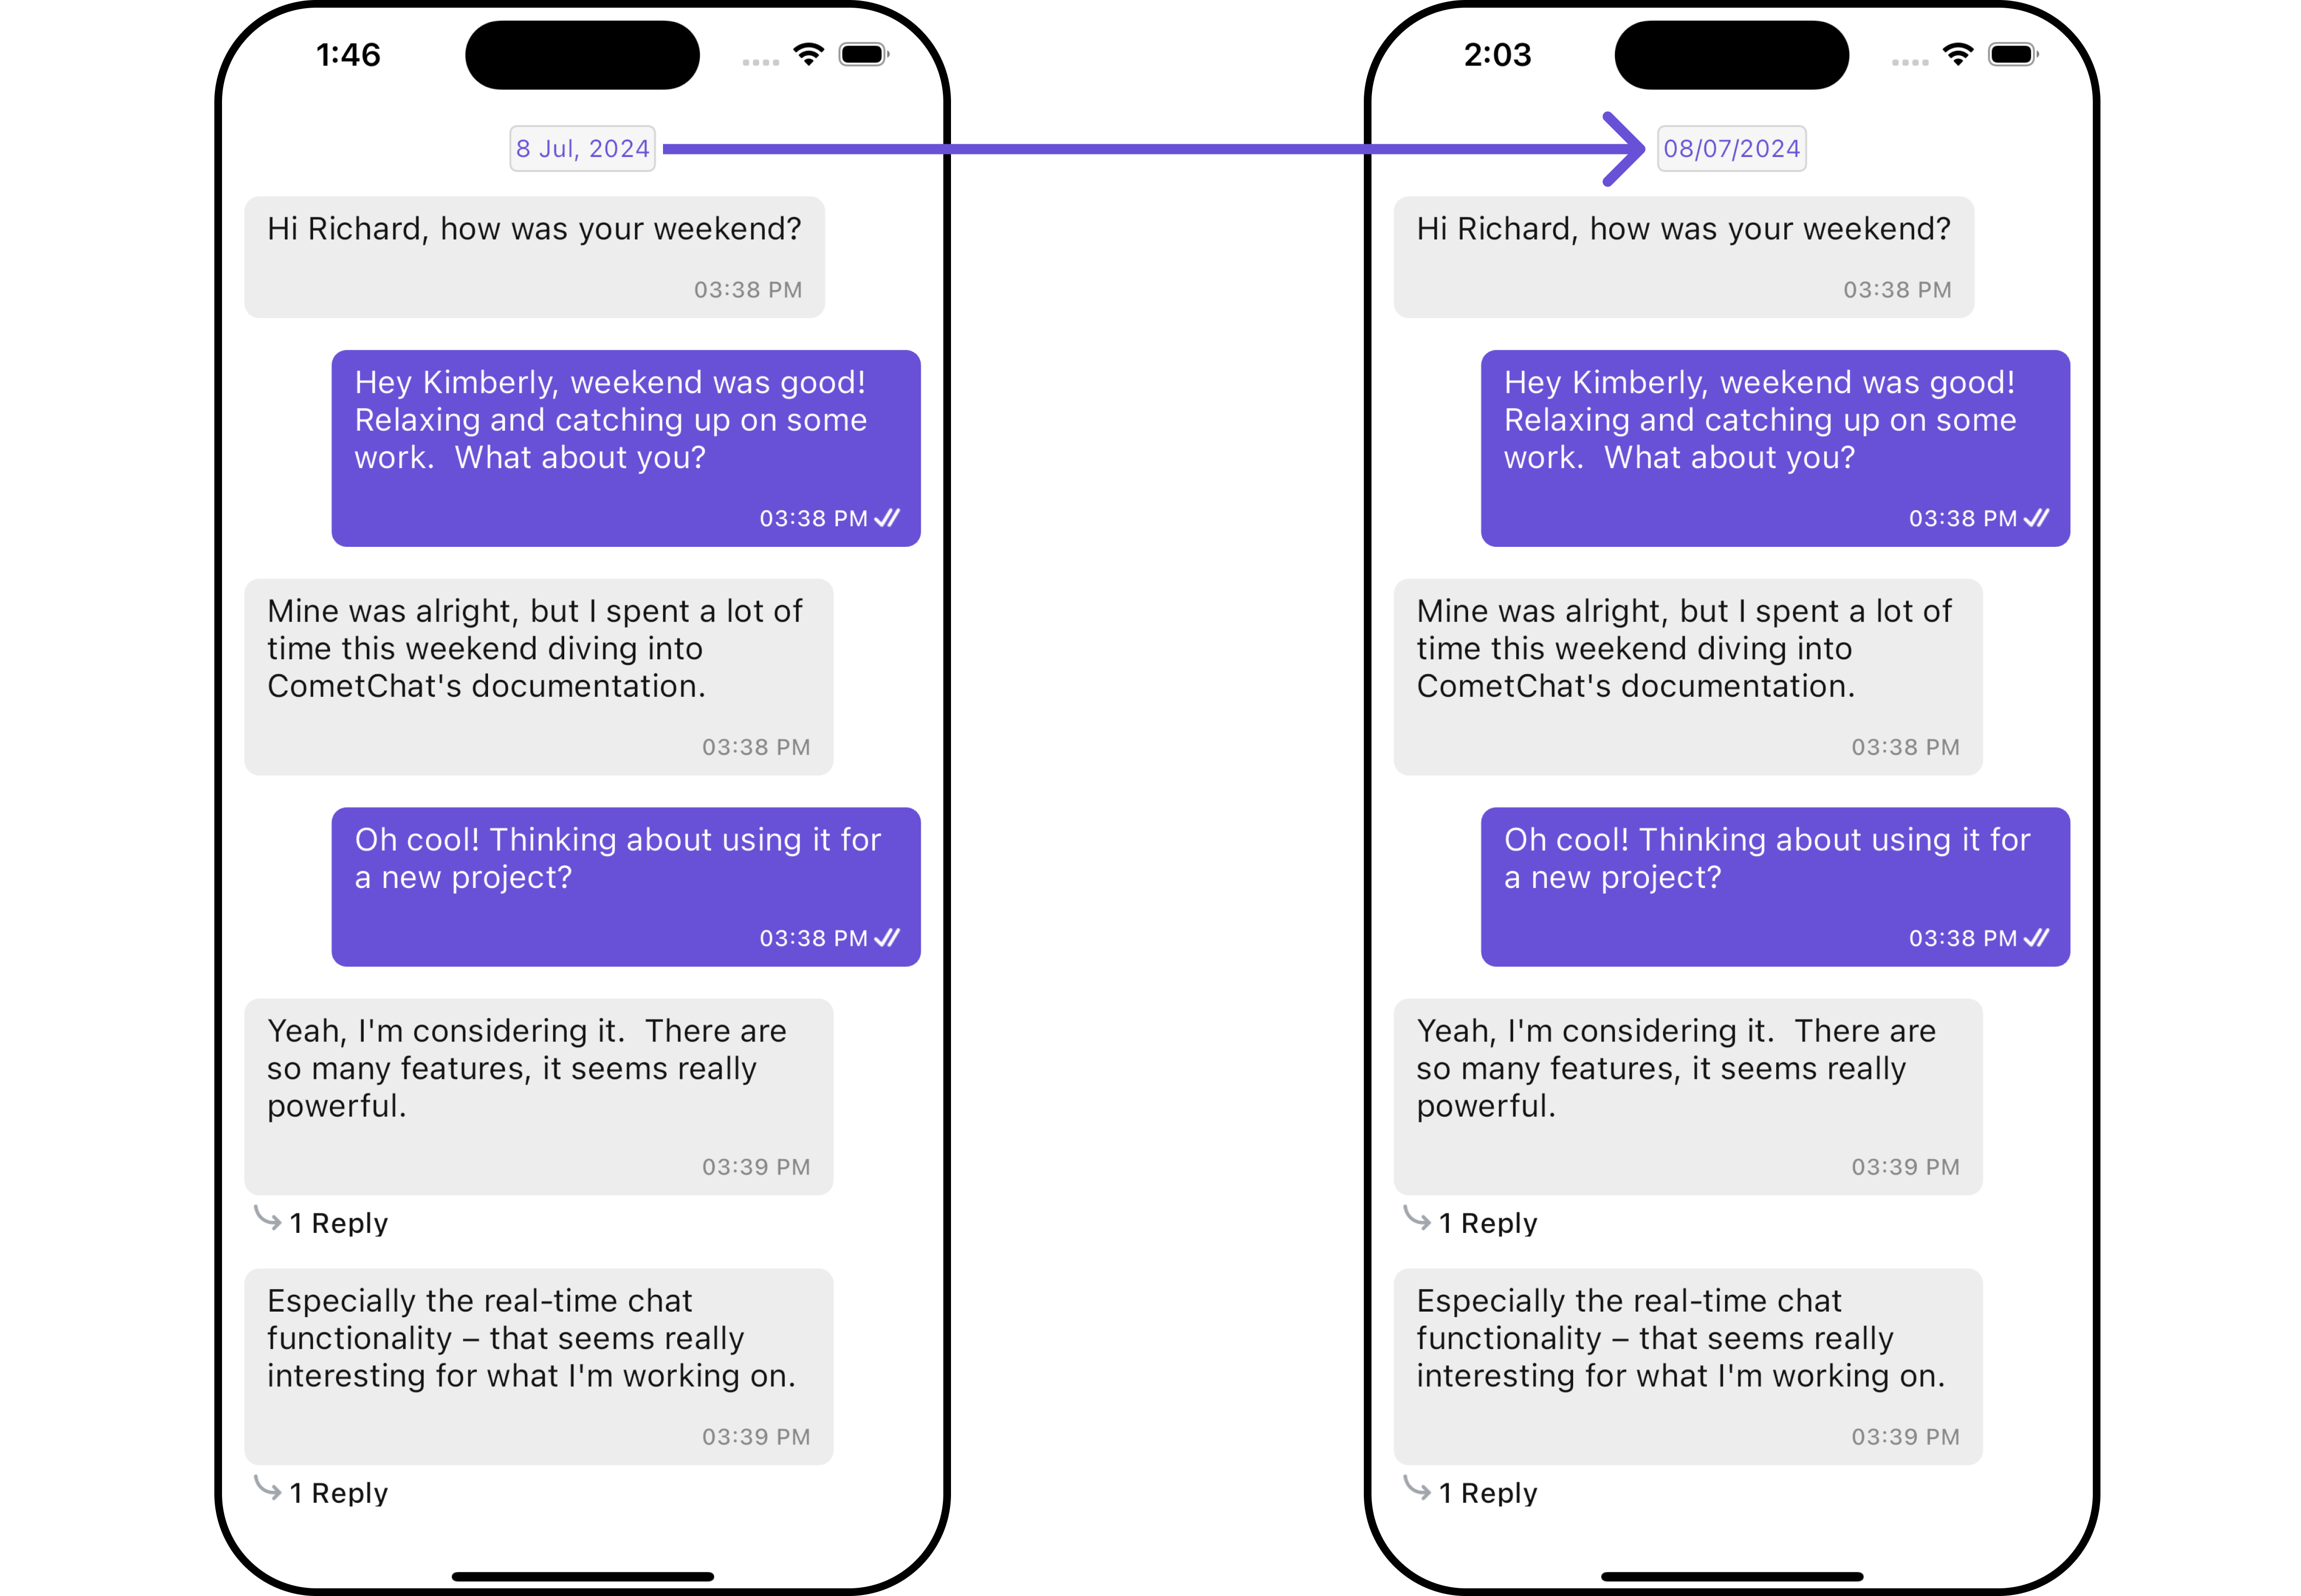 1:46
8 Jul, 2024
Hi Richard, how was your weekend?
03:38 PM
Hey Kimberly, weekend was good!
Relaxing and catching up on some
work.  What about you?
03:38 PM
Mine was alright, but I spent a lot of
time this weekend diving into
CometChat's documentation.
03:38 PM
Oh cool! Thinking about using it for
a new project?
03:38 PM
Yeah, I'm considering it.  There are
so many features, it seems really
powerful.
03:39 PM
1 Reply
Especially the real-time chat
functionality – that seems really
interesting for what I'm working on.
03:39 PM
1 Reply
2:03
08/07/2024
Hi Richard, how was your weekend?
03:38 PM
Hey Kimberly, weekend was good!
Relaxing and catching up on some
work.  What about you?
03:38 PM
Mine was alright, but I spent a lot of
time this weekend diving into
CometChat's documentation.
03:38 PM
Oh cool! Thinking about using it for
a new project?
03:38 PM
Yeah, I'm considering it.  There are
so many features, it seems really
powerful.
03:39 PM
1 Reply
Especially the real-time chat
functionality – that seems really
interesting for what I'm working on.
03:39 PM
1 Reply